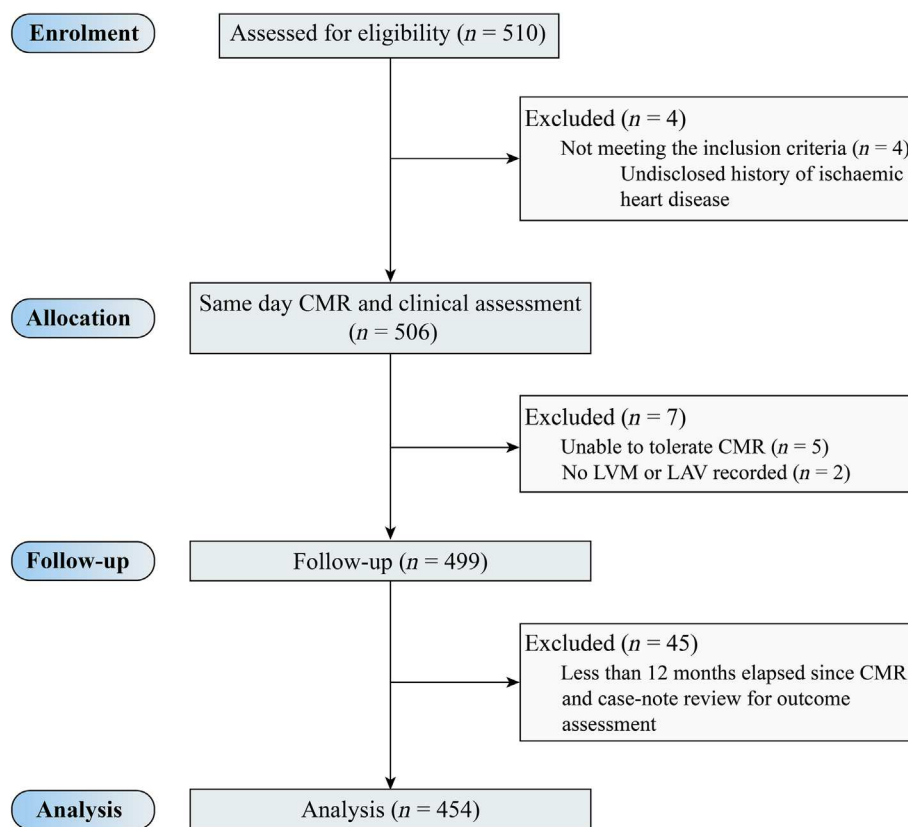 Enrolment
Assessed for eligibility (n = 510)
Excluded (n = 4)
Not meeting the inclusion criteria (n = 4)
Undisclosed history of ischaemic
heart disease
Allocation
Same day CMR and clinical assessment
(n = 506)
Excluded (n = 7)
Unable to tolerate CMR (n = 5)
No LVM or LAV recorded (n = 2)
Follow-up
Follow-up (n = 499)
Excluded (n = 45)
Less than 12 months elapsed since CMR
and case-note review for outcome
assessment
Analysis
Analysis (n = 454)